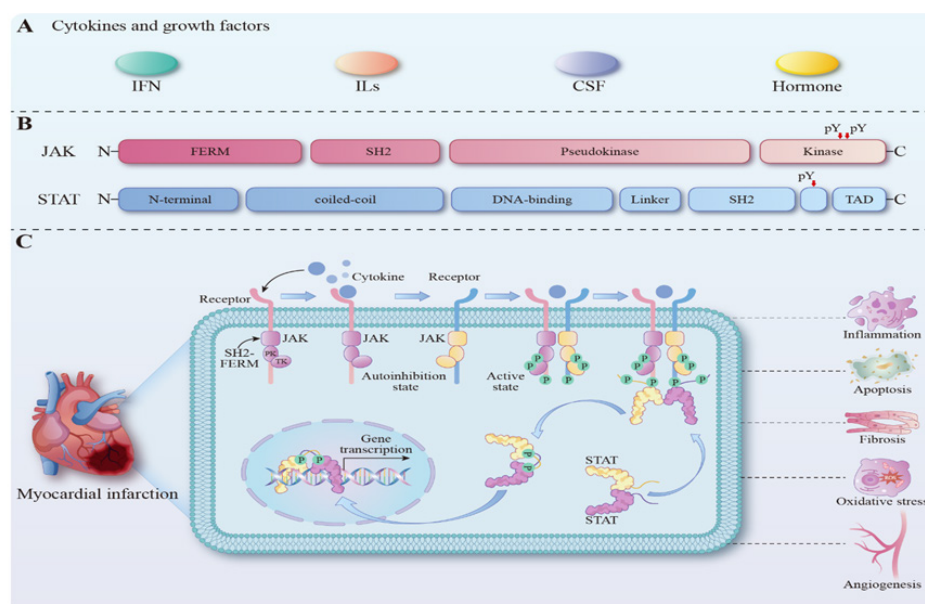 A Cytokines and growth factors
IFN ILs CSF Hormone
B
pY pY
JAK N- FERM SH2 Pseudokinase Kinase -C
pY
STAT N- N-terminal coiled-coil DNA-binding Linker SH2 TAD -C
C
Cytokine Receptor
Receptor
JAK JAK JAK
SH2-
FERM
PK
TK
Autoinhibition
state
Active
state
P P P P P P
P P P P P P
Gene
transcription
P P
P
P
STAT
STAT
Myocardial infarction
Inflammation
Apoptosis
Fibrosis
Oxidative stress
Angiogenesis